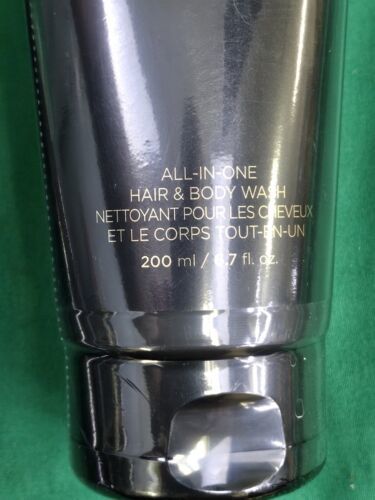 ALL-IN-ONE
HAIR & BODY WASH
NETTOYANT POUR LES CHEVEUX
ET LE CORPS TOUT-EN-UN
200 ml / 6.7 fl. oz.